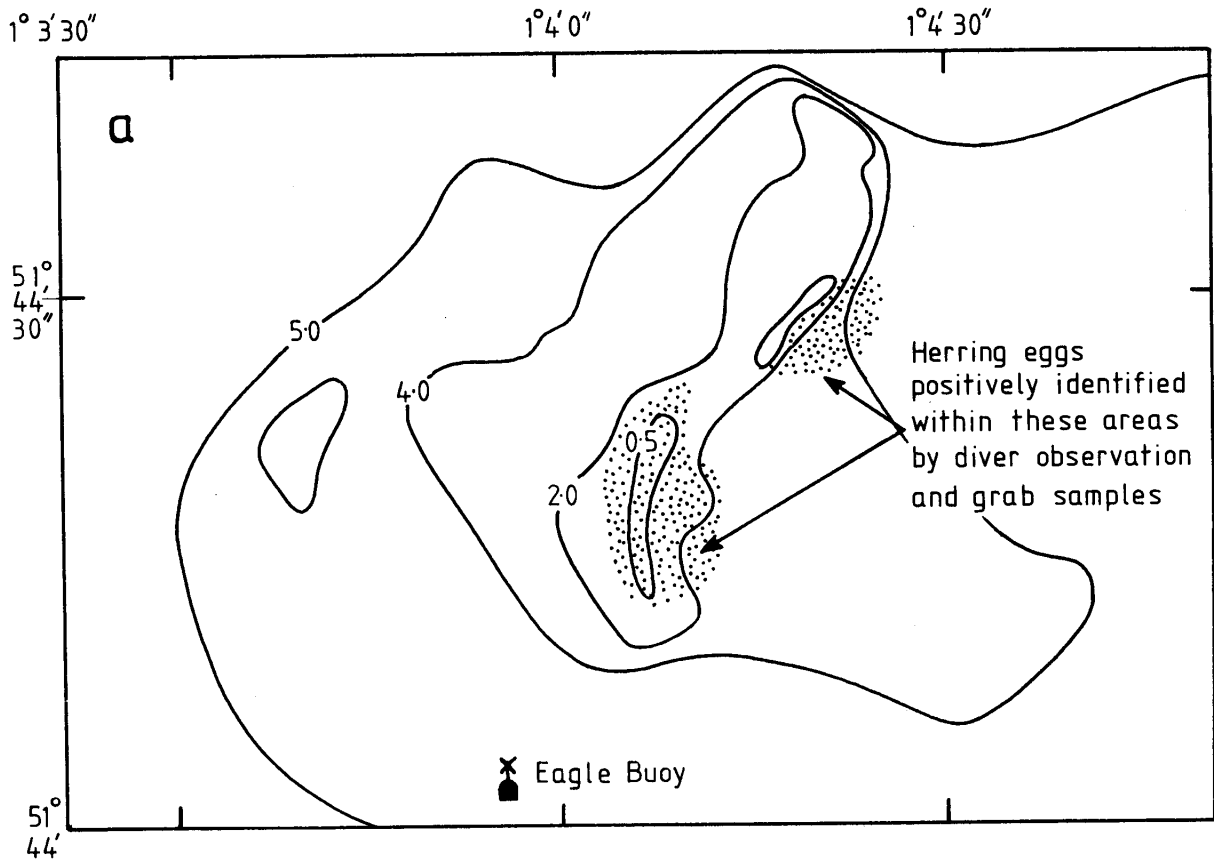 1° 3′ 30″
1° 4′ 0″
1° 4′ 30″
a
51°
44′
30″
5·0
4·0
Herring eggs
positively identified
within these areas
by diver observation
and grab samples
0·5
2·0
Eagle Buoy
51°
44′